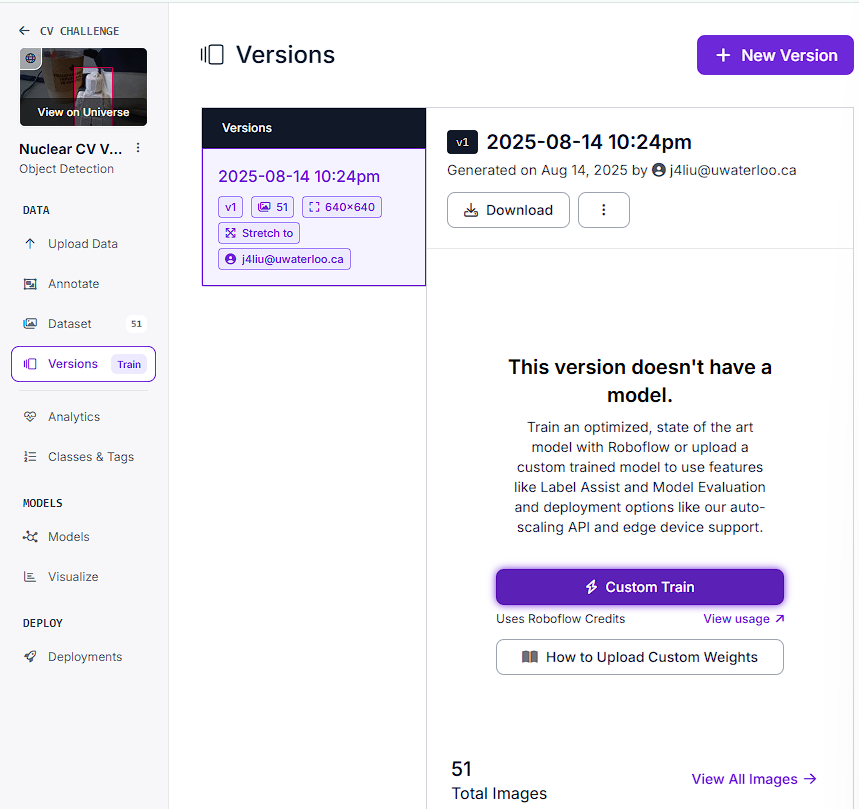 CV CHALLENGE
View on Universe
Nuclear CV V...
Object Detection
DATA
Upload Data
Annotate
Dataset 51
Versions Train
Analytics
Classes & Tags
MODELS
Models
Visualize
DEPLOY
Deployments
Versions
New Version
Versions
2025-08-14 10:24pm
v1 51 640×640
Stretch to
j4liu@uwaterloo.ca
v1 2025-08-14 10:24pm
Generated on Aug 14, 2025 by j4liu@uwaterloo.ca
Download
This version doesn't have a
model.
Train an optimized, state of the art
model with Roboflow or upload a
custom trained model to use features
like Label Assist and Model Evaluation
and deployment options like our auto-
scaling API and edge device support.
Custom Train
Uses Roboflow Credits View usage
How to Upload Custom Weights
51
Total Images
View All Images